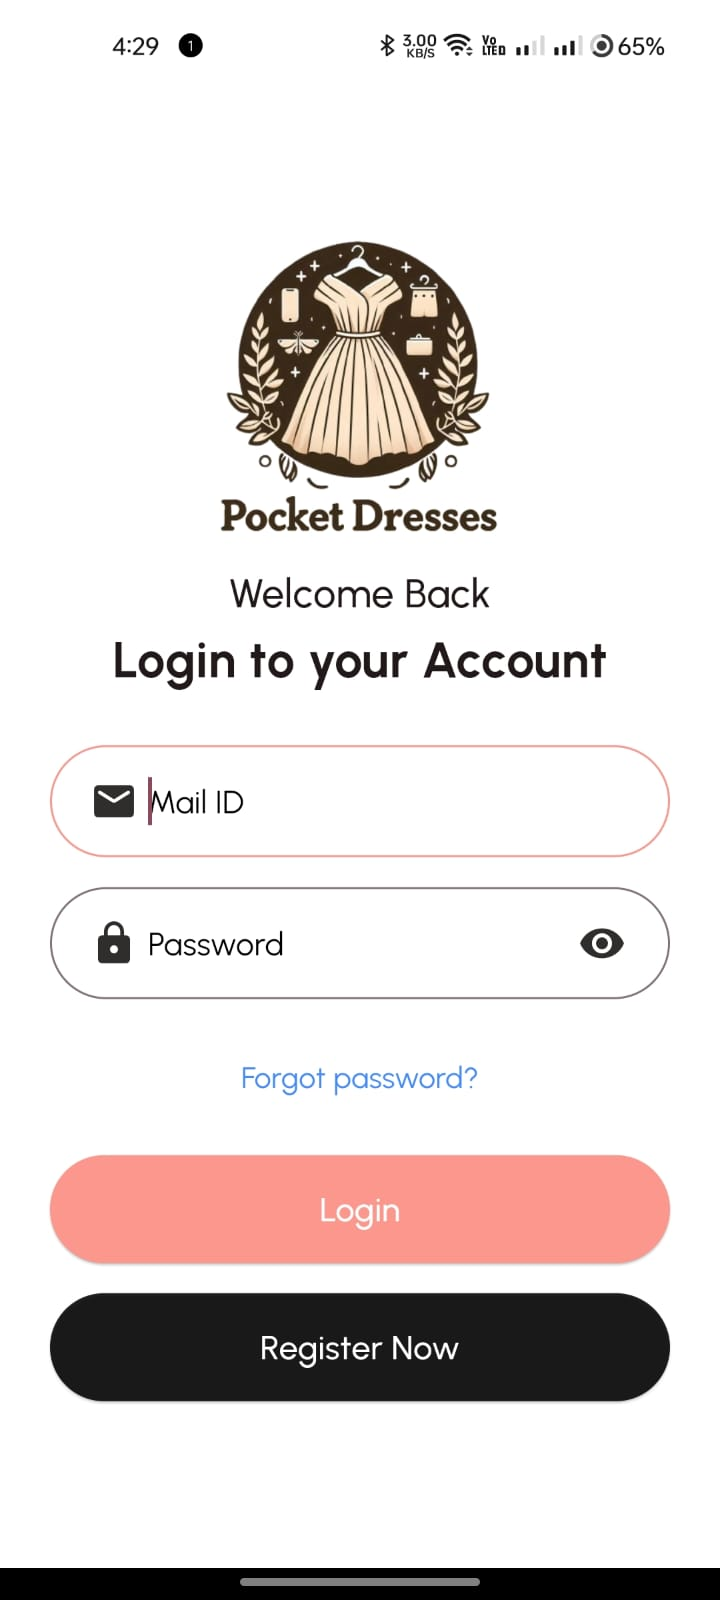 4:29 1 3.00 KB/S Vo LTED 65%
Pocket Dresses
Welcome Back
Login to your Account
Mail ID
Password
Forgot password?
Login
Register Now